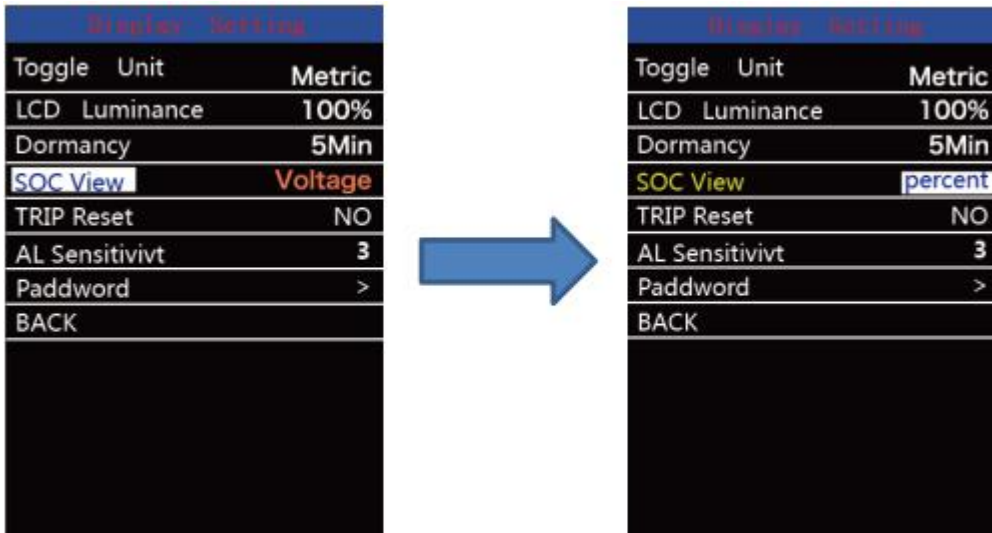 Display Setting
Toggle Unit Metric
LCD Luminance 100%
Dormancy 5Min
SOC View Voltage
TRIP Reset NO
AL Sensitivivt 3
Paddword >
BACK
Display Setting
Toggle Unit Metric
LCD Luminance 100%
Dormancy 5Min
SOC View percent
TRIP Reset NO
AL Sensitivivt 3
Paddword >
BACK